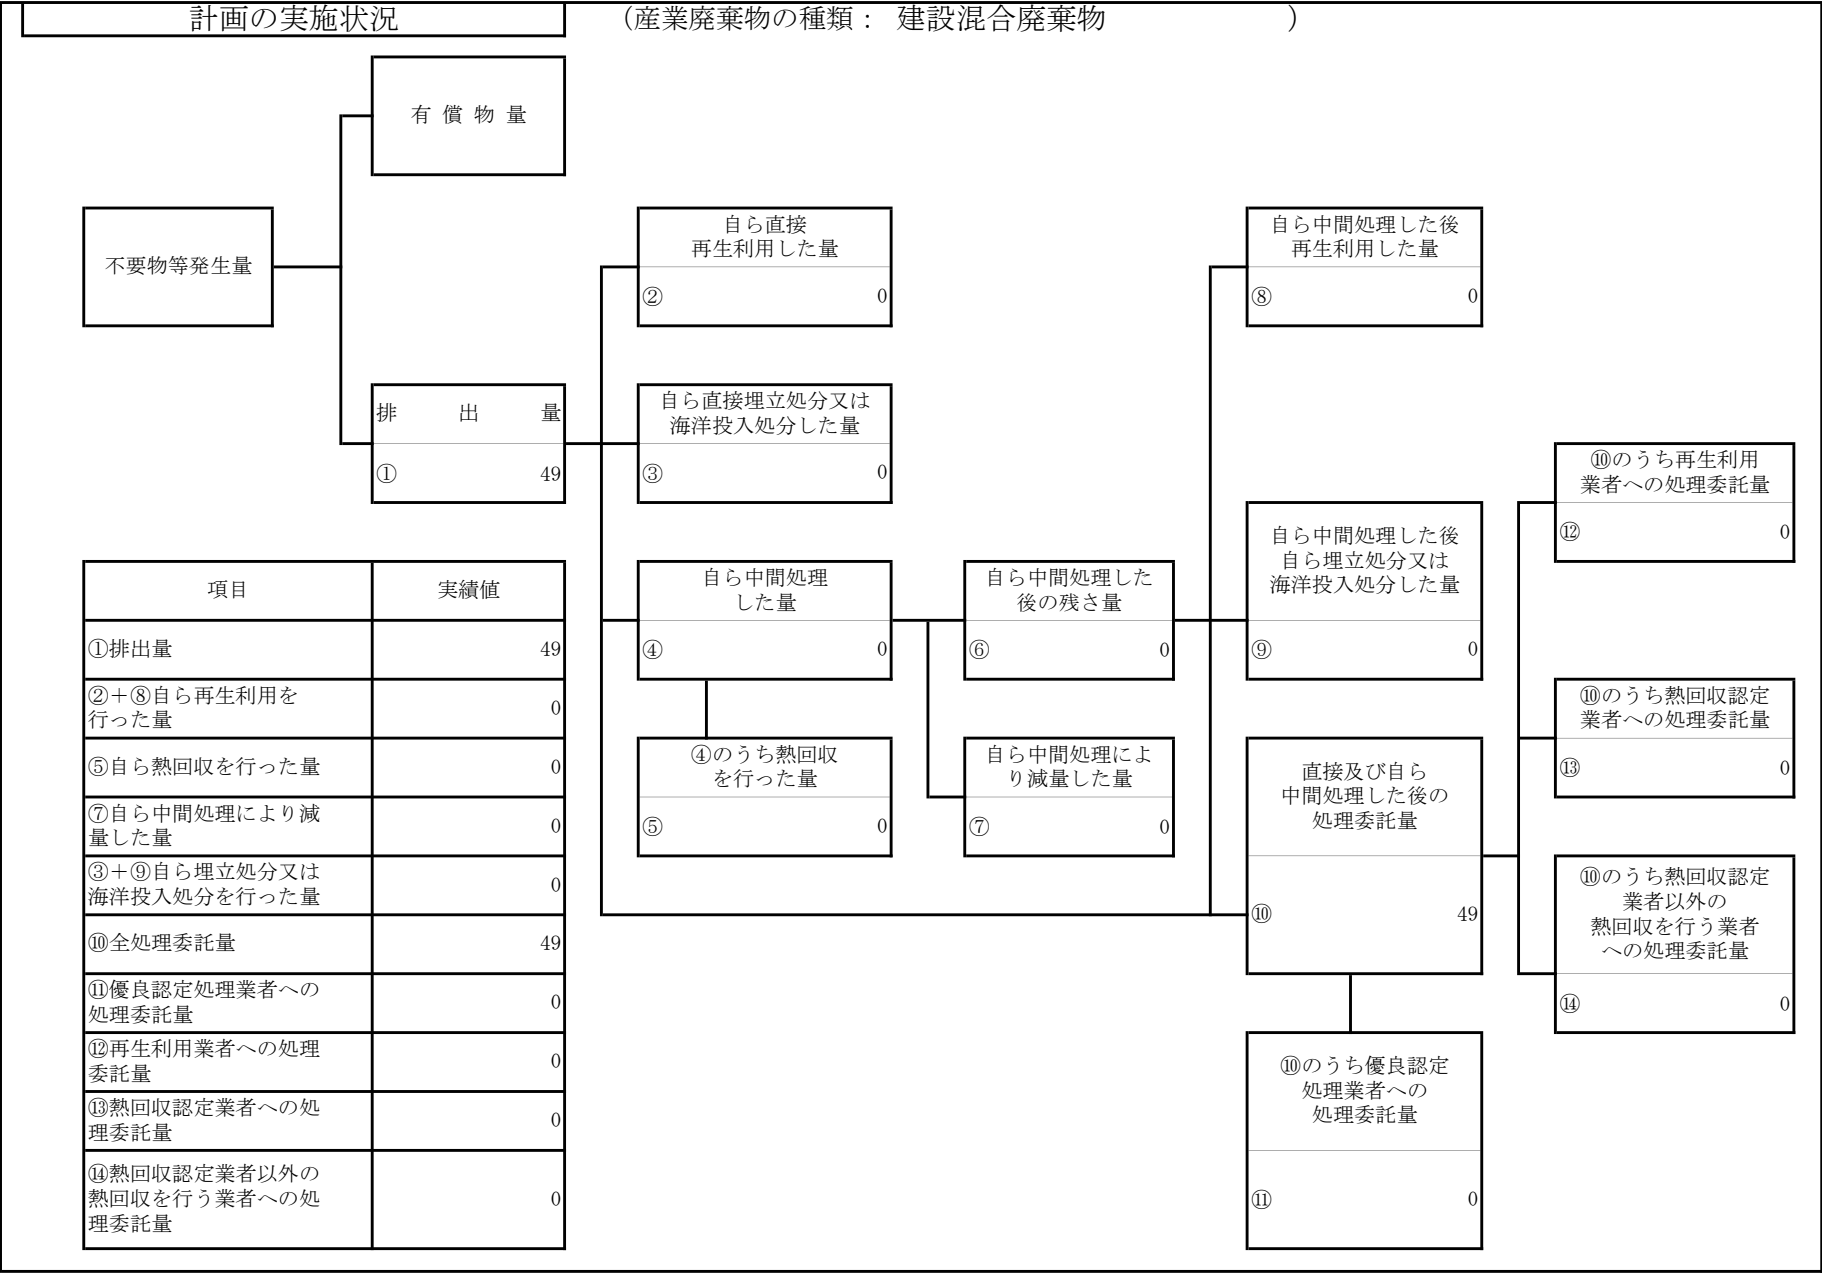 計画の実施状況
（産業廃棄物の種類： 建設混合廃棄物 ）
有 償 物 量
不要物等発生量
自ら直接
再生利用した量
② 0
自ら中間処理した後
再生利用した量
⑧ 0
排 出 量
① 49
自ら直接埋立処分又は
海洋投入処分した量
③ 0
⑩のうち再生利用
業者への処理委託量
⑫ 0
自ら中間処理した後
自ら埋立処分又は
海洋投入処分した量
⑨ 0
自ら中間処理
した量
④ 0
自ら中間処理した
後の残さ量
⑥ 0
④のうち熱回収
を行った量
⑤ 0
自ら中間処理によ
り減量した量
⑦ 0
直接及び自ら
中間処理した後の
処理委託量
⑩ 49
⑩のうち熱回収認定
業者への処理委託量
⑬ 0
⑩のうち熱回収認定
業者以外の
熱回収を行う業者
への処理委託量
⑭ 0
⑩のうち優良認定
処理業者への
処理委託量
⑪ 0
項目 実績値
①排出量 49
②＋⑧自ら再生利用を
行った量 0
⑤自ら熱回収を行った量 0
⑦自ら中間処理により減
量した量 0
③＋⑨自ら埋立処分又は
海洋投入処分を行った量 0
⑩全処理委託量 49
⑪優良認定処理業者への
処理委託量 0
⑫再生利用業者への処理
委託量 0
⑬熱回収認定業者への処
理委託量 0
⑭熱回収認定業者以外の
熱回収を行う業者への処
理委託量 0